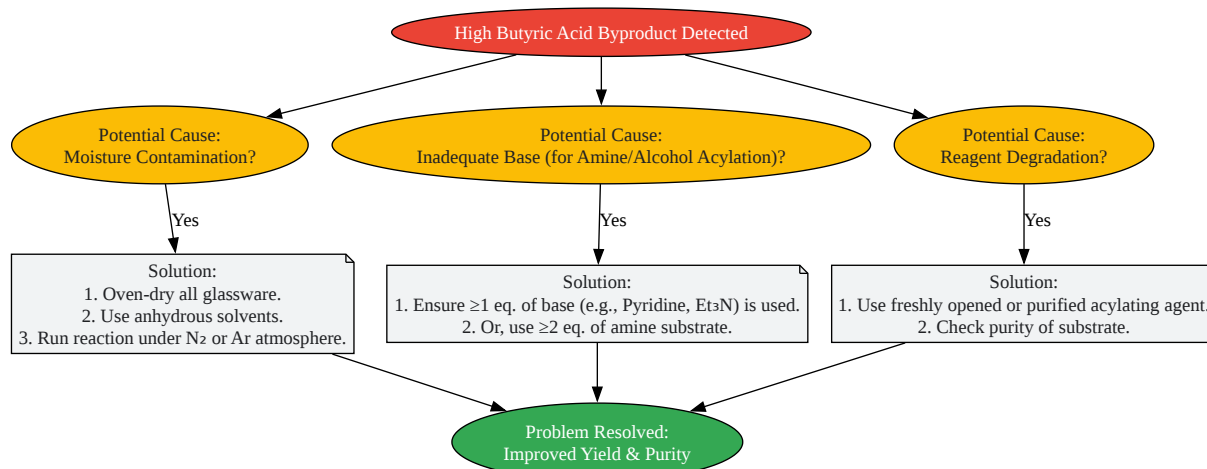 High Butyric Acid Byproduct Detected
Potential Cause:
Moisture Contamination?
Potential Cause:
Inadequate Base (for Amine/Alcohol Acylation)?
Potential Cause:
Reagent Degradation?
Yes
Yes
Yes
Solution:
1. Oven-dry all glassware.
2. Use anhydrous solvents.
3. Run reaction under N₂ or Ar atmosphere.
Solution:
1. Ensure ≥1 eq. of base (e.g., Pyridine, Et₃N) is used.
2. Or, use ≥2 eq. of amine substrate.
Solution:
1. Use freshly opened or purified acylating agent.
2. Check purity of substrate.
Problem Resolved:
Improved Yield & Purity